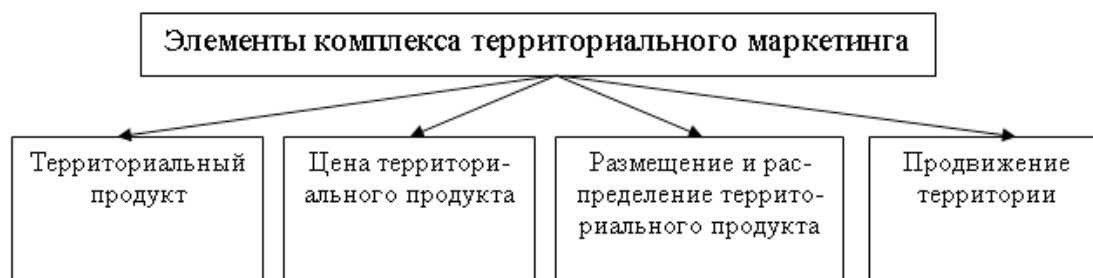 Элементы комплекса территориального маркетинга
Территориальный
продукт
Цена территори-
ального продукта
Размещение и рас-
пределение террито-
риального продукта
Продвижение
территории